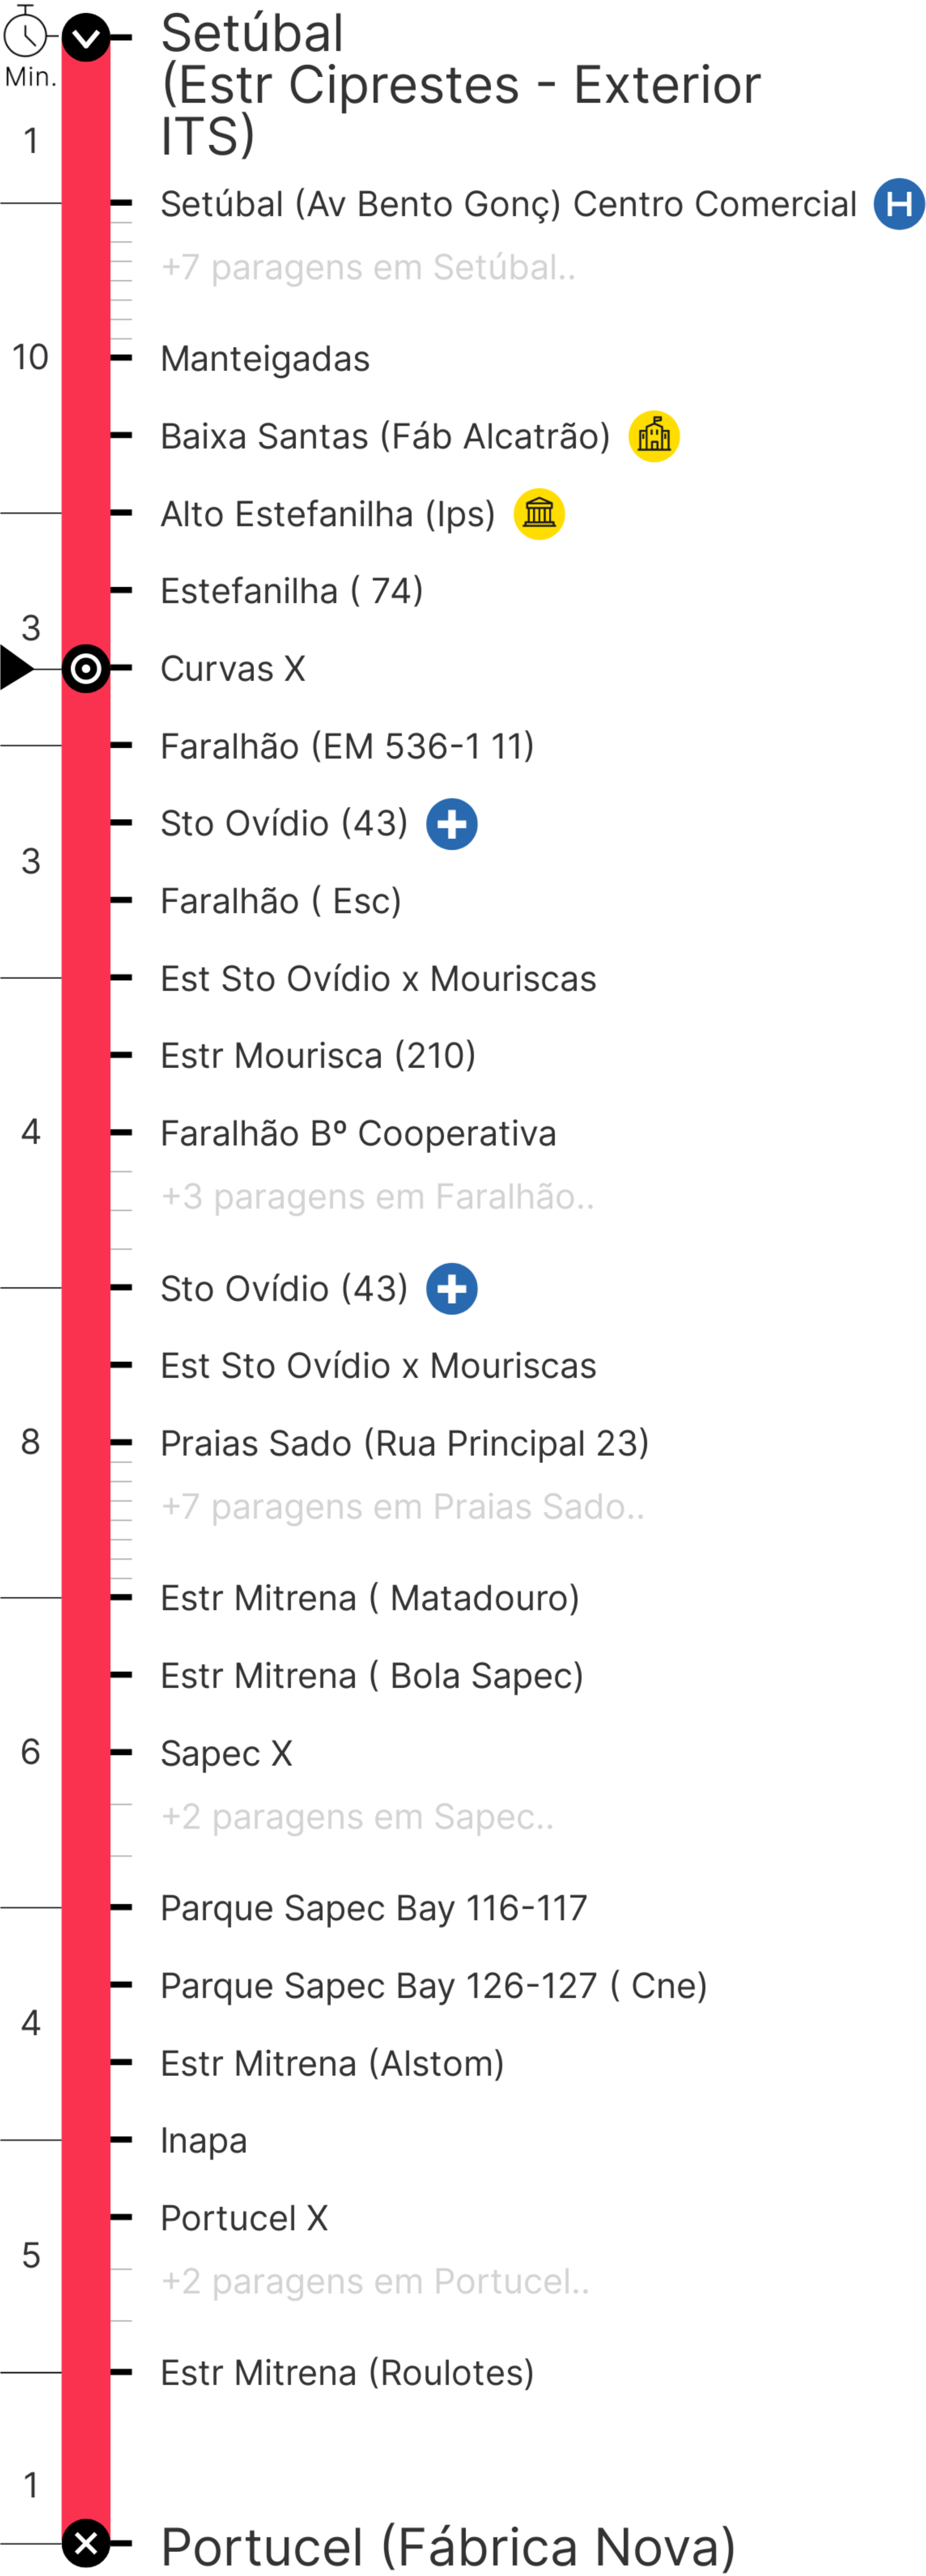 Setúbal
Min.
(Estr Ciprestes - Exterior
1
ITS)
Setúbal (Av Bento Gonç) Centro Comercial H
+7 paragens em Setúbal..
10
Manteigadas
Baixa Santas (Fáb Alcatrão)
Alto Estefanilha (Ips)
Estefanilha ( 74)
3
Curvas X
Faralhão (EM 536-1 11)
Sto Ovídio (43)
3
Faralhão ( Esc)
Est Sto Ovídio x Mouriscas
Estr Mourisca (210)
4
Faralhão Bº Cooperativa
+3 paragens em Faralhão..
Sto Ovídio (43)
Est Sto Ovídio x Mouriscas
8
Praias Sado (Rua Principal 23)
+7 paragens em Praias Sado..
Estr Mitrena ( Matadouro)
Estr Mitrena ( Bola Sapec)
6
Sapec X
+2 paragens em Sapec..
Parque Sapec Bay 116-117
Parque Sapec Bay 126-127 ( Cne)
4
Estr Mitrena (Alstom)
Inapa
Portucel X
5
+2 paragens em Portucel..
Estr Mitrena (Roulotes)
1
Portucel (Fábrica Nova)